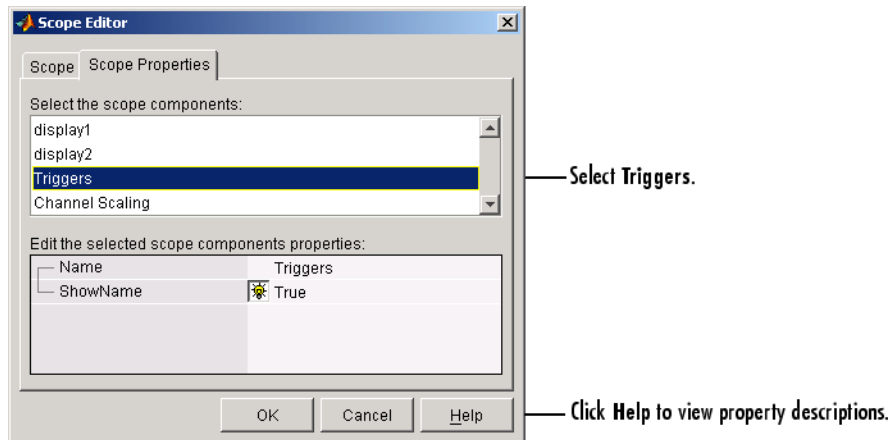 Scope Editor
Scope
Scope Properties
Select the scope components:
display1
display2
Triggers
Select Triggers.
Channel Scaling
Edit the selected scope components properties:
Name Triggers
ShowName True
OK Cancel Help
Click Help to view property descriptions.